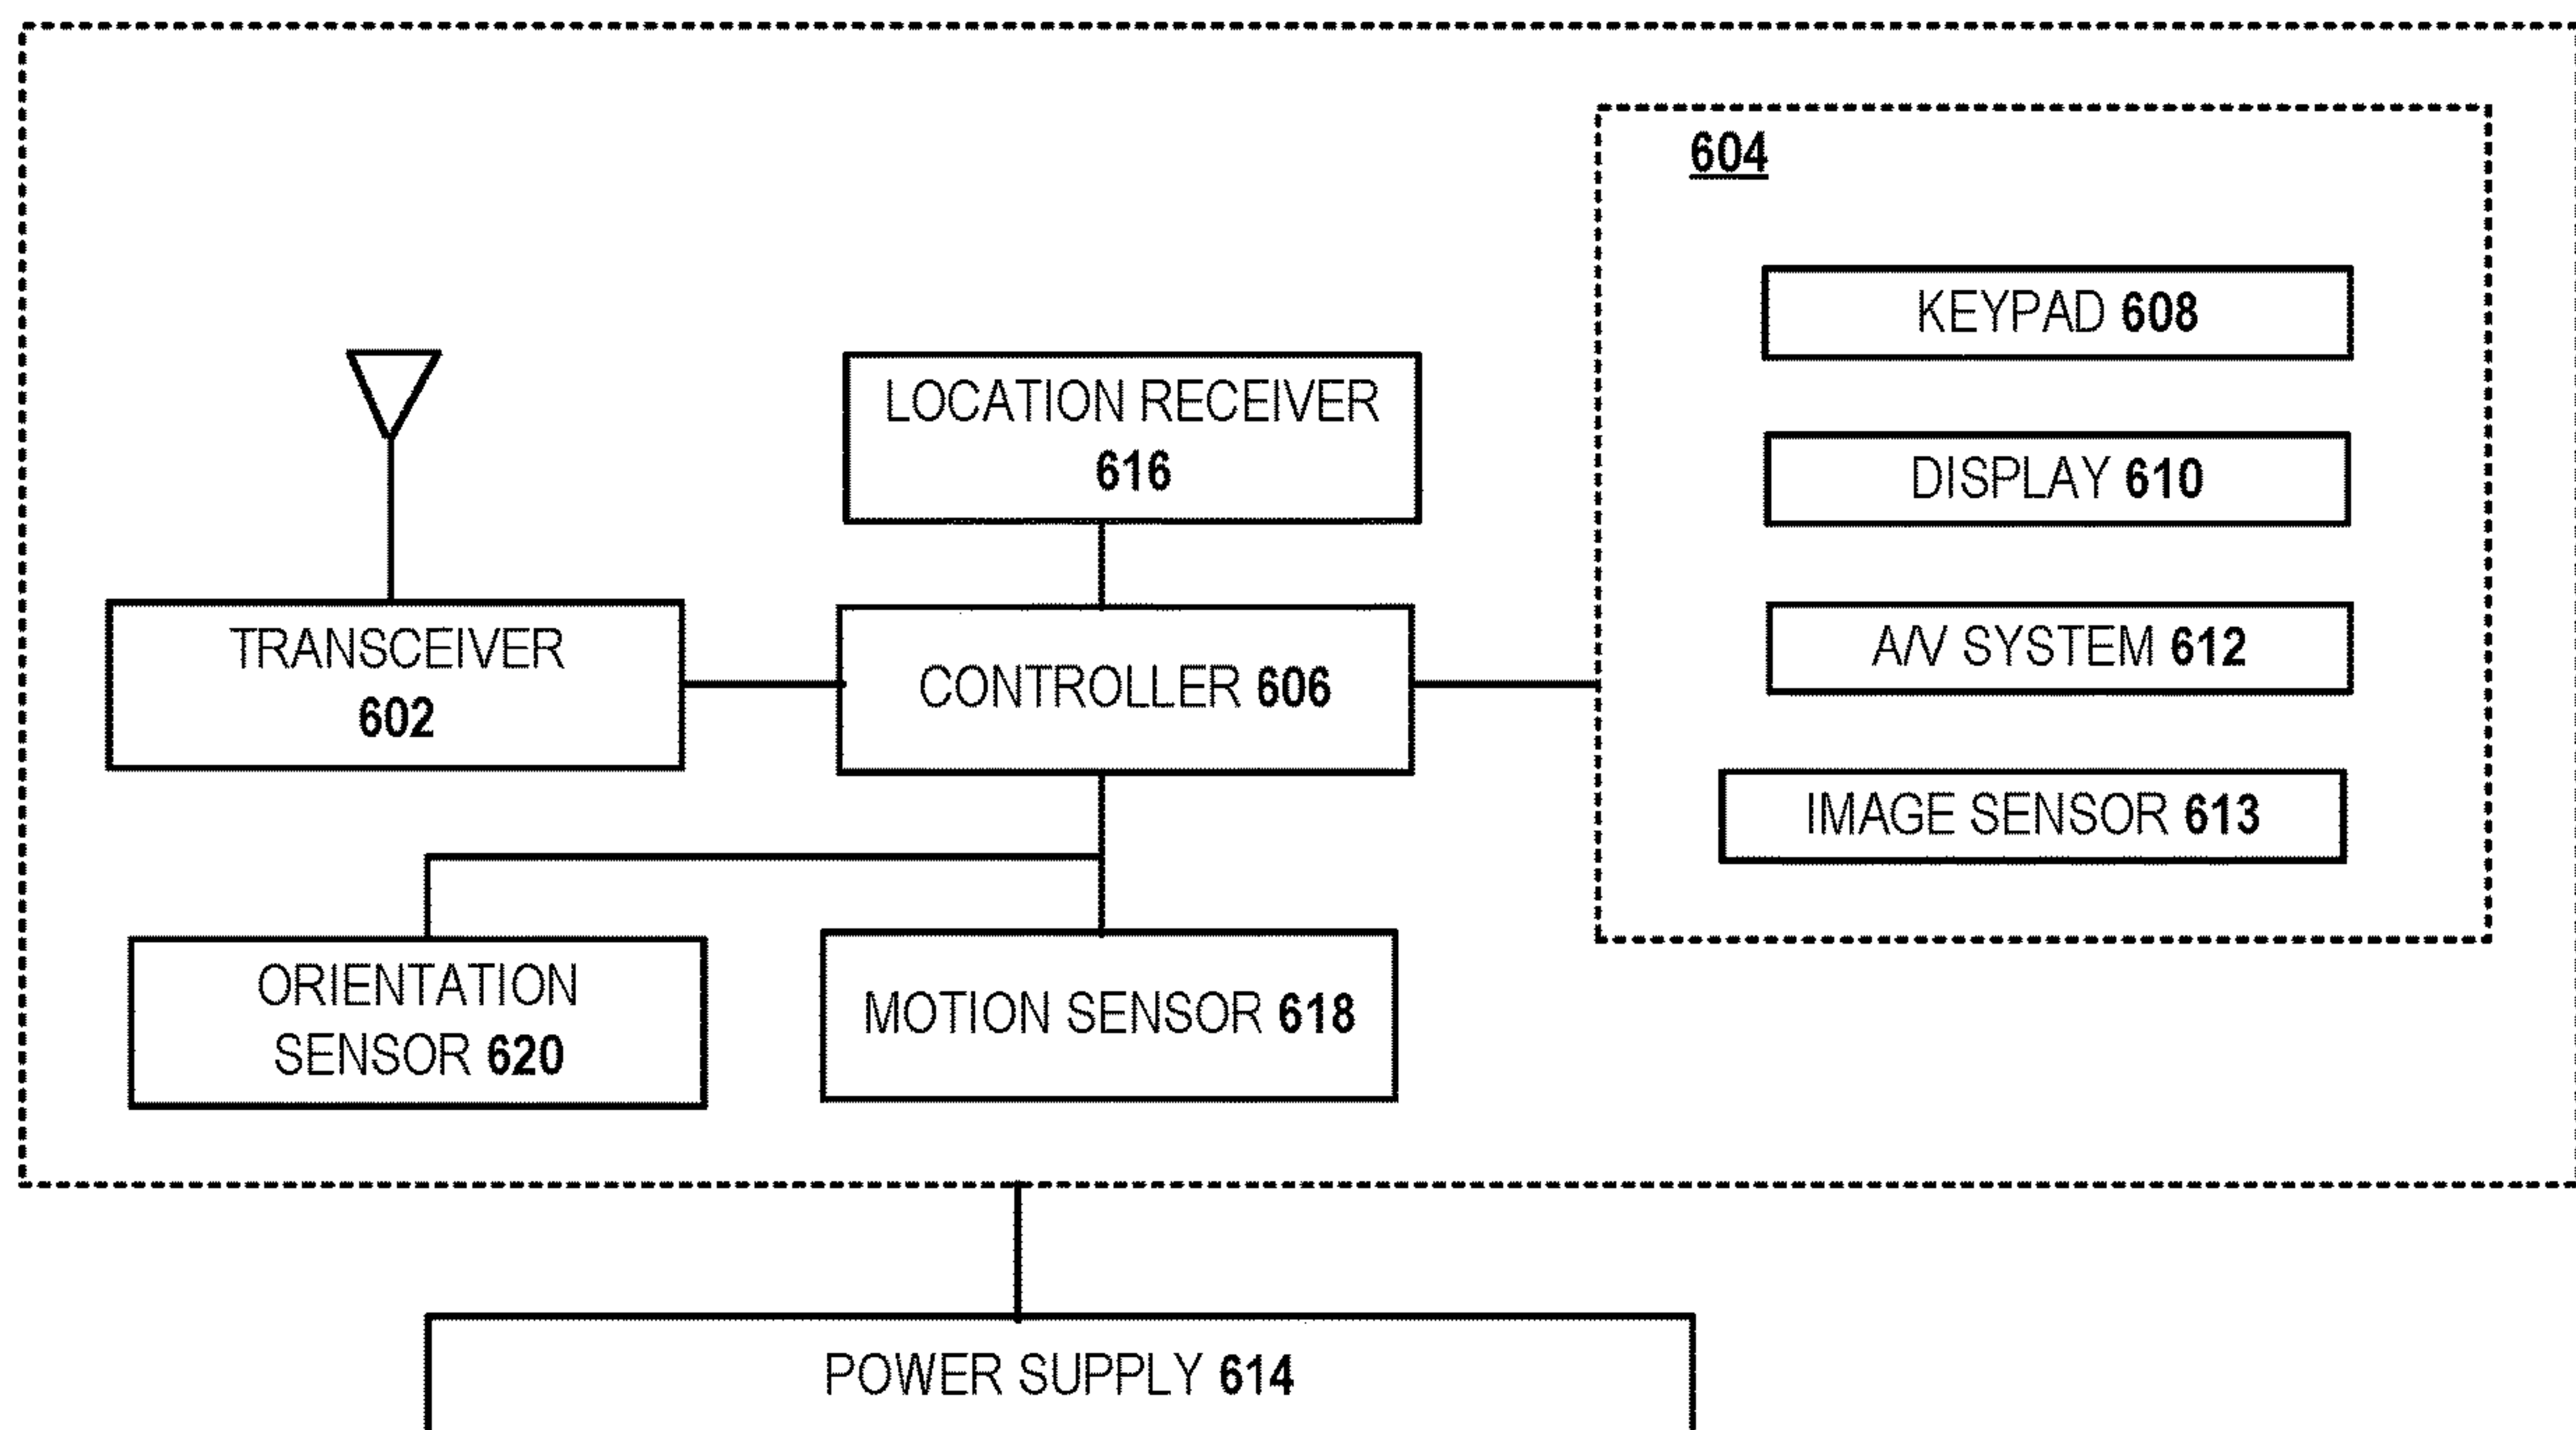 604
KEYPAD 608
LOCATION RECEIVER
616
DISPLAY 610
TRANSCEIVER
602
CONTROLLER 606
A/V SYSTEM 612
IMAGE SENSOR 613
ORIENTATION
SENSOR 620
MOTION SENSOR 618
POWER SUPPLY 614